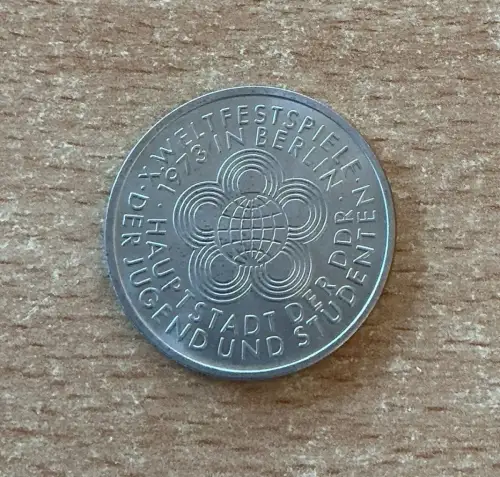 X. WELTFESTSPIELE · DER JUGEND UND STUDENTEN ·
1973 IN BERLIN · HAUPTSTADT DER DDR ·